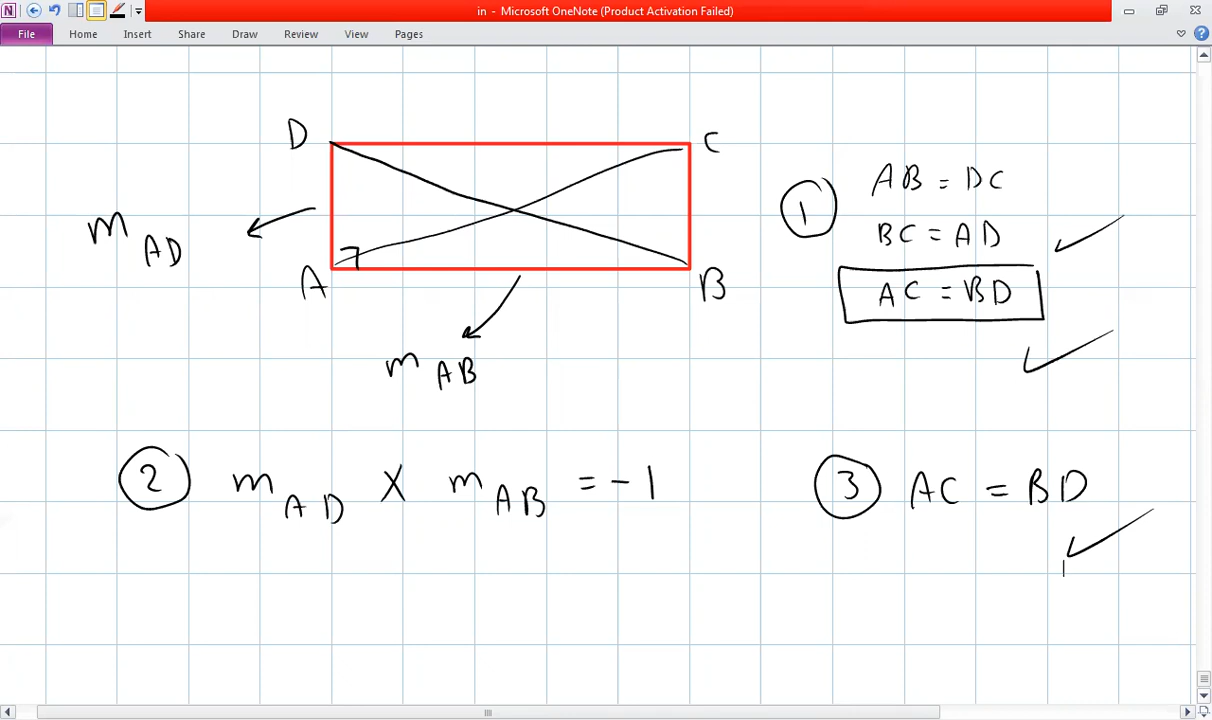 in - Microsoft OneNote (Product Activation Failed)
File Home Insert Share Draw Review View Pages
D C
m AD
A B
m AB
1 AB = DC
BC = AD
AC = BD
2 m AD X m AB = -1
3 AC = BD